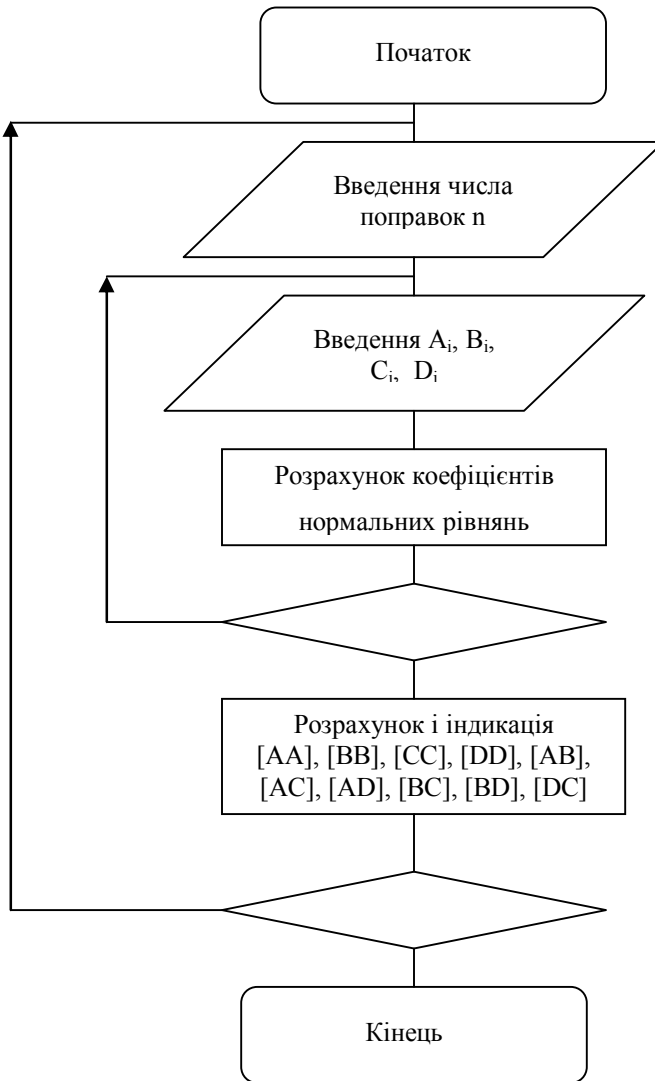 Початок
Введення числа
поправок n
Введення Aᵢ, Bᵢ,
Cᵢ, Dᵢ
Розрахунок коефіцієнтів
нормальних рівнянь
Розрахунок і індикація
[AA], [BB], [CC], [DD], [AB],
[AC], [AD], [BC], [BD], [DC]
Кінець